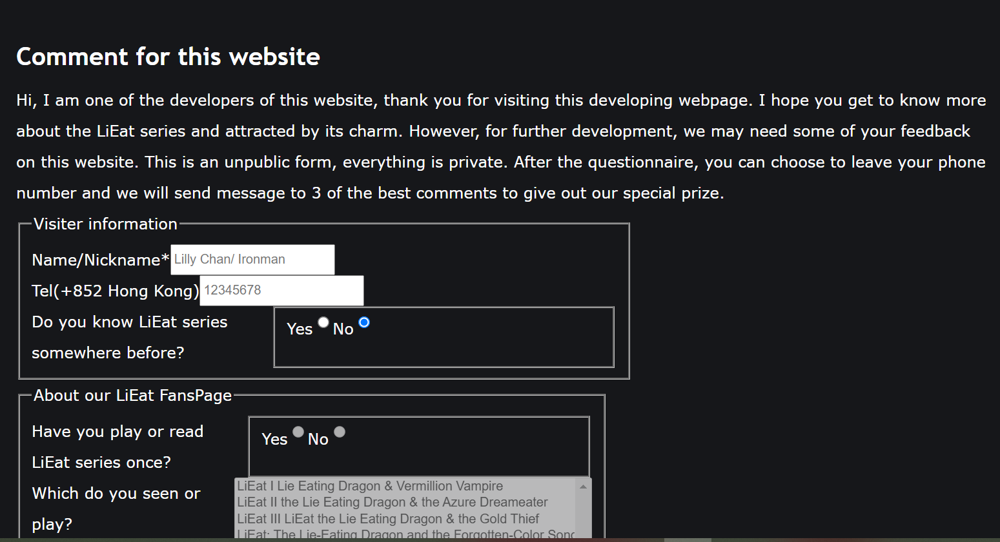 Comment for this website
Hi, I am one of the developers of this website, thank you for visiting this developing webpage. I hope you get to know more
about the LiEat series and attracted by its charm. However, for further development, we may need some of your feedback
on this website. This is an unpublic form, everything is private. After the questionnaire, you can choose to leave your phone
number and we will send message to 3 of the best comments to give out our special prize.
Visiter information
Name/Nickname* Lilly Chan/ Ironman
Tel(+852 Hong Kong) 12345678
Do you know LiEat series
somewhere before?
Yes No
About our LiEat FansPage
Have you play or read
LiEat series once?
Yes No
Which do you seen or
play?
LiEat I Lie Eating Dragon & Vermillion Vampire
LiEat II the Lie Eating Dragon & the Azure Dreameater
LiEat III LiEat the Lie Eating Dragon & the Gold Thief
LiEat: The Lie-Eating Dragon and the Forgotten-Color Song